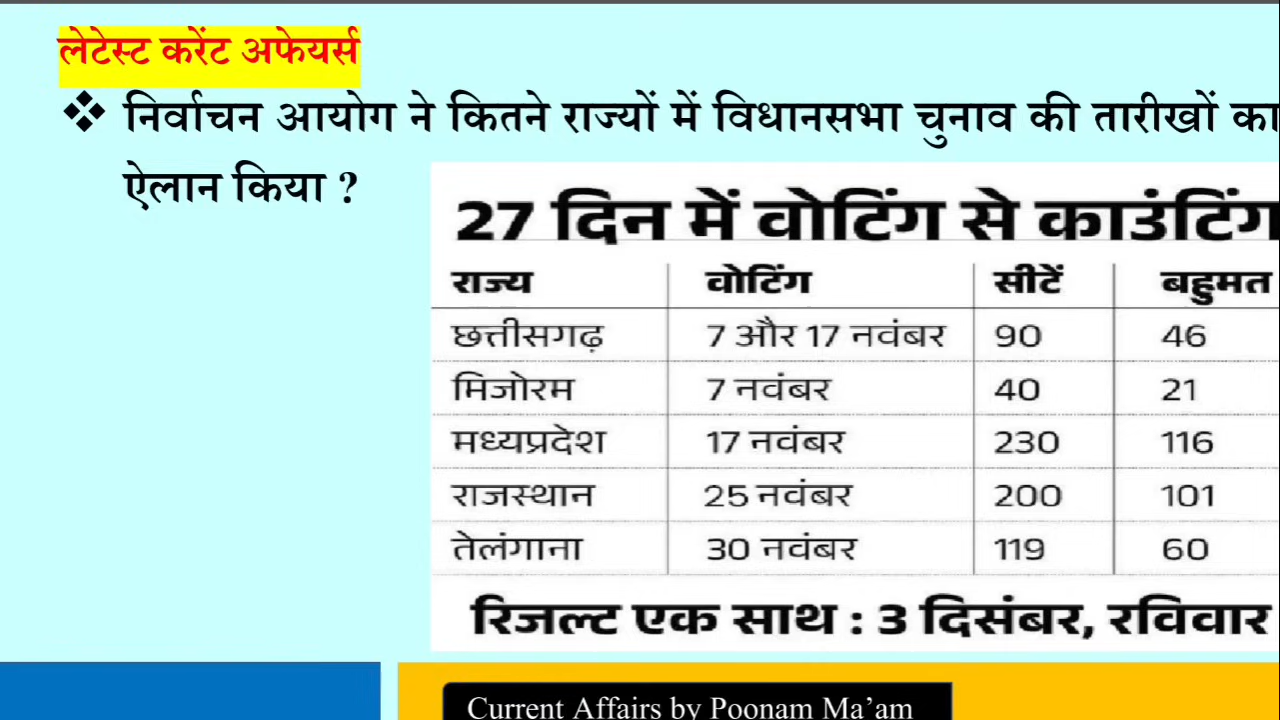 लेटेस्ट करेंट अफेयर्स
❖ निर्वाचन आयोग ने कितने राज्यों में विधानसभा चुनाव की तारीखों का
ऐलान किया ?
27 दिन में वोटिंग से काउंटिंग
राज्य वोटिंग सीटें बहुमत
छत्तीसगढ़ 7 और 17 नवंबर 90 46
मिजोरम 7 नवंबर 40 21
मध्यप्रदेश 17 नवंबर 230 116
राजस्थान 25 नवंबर 200 101
तेलंगाना 30 नवंबर 119 60
रिजल्ट एक साथ : 3 दिसंबर, रविवार
Current Affairs by Poonam Ma’am